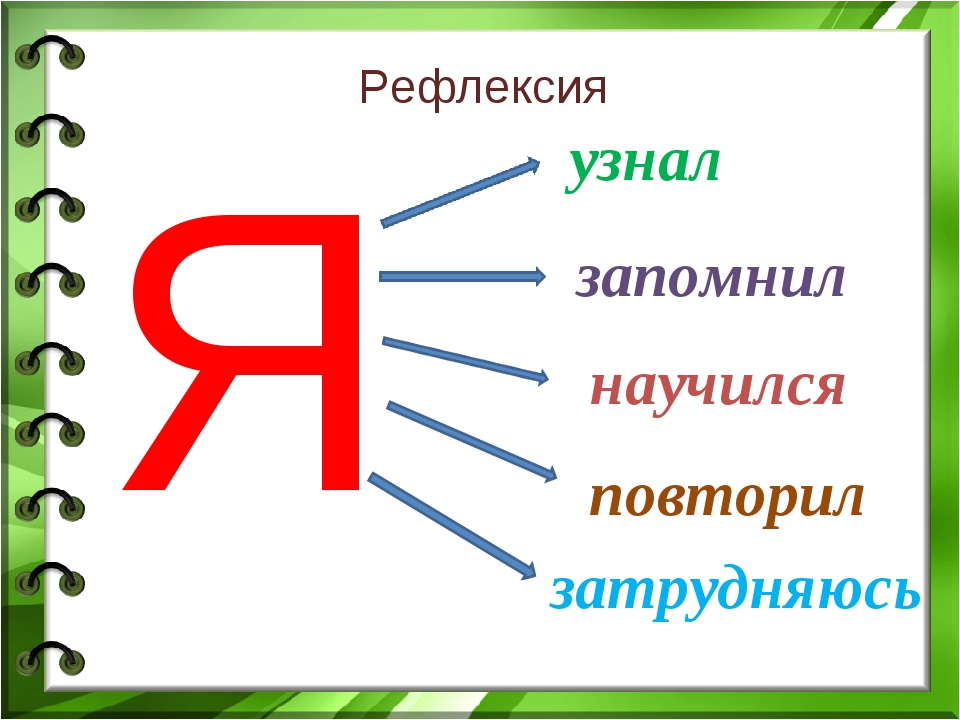 Рефлексия
Я
узнал
запомнил
научился
повторил
затрудняюсь